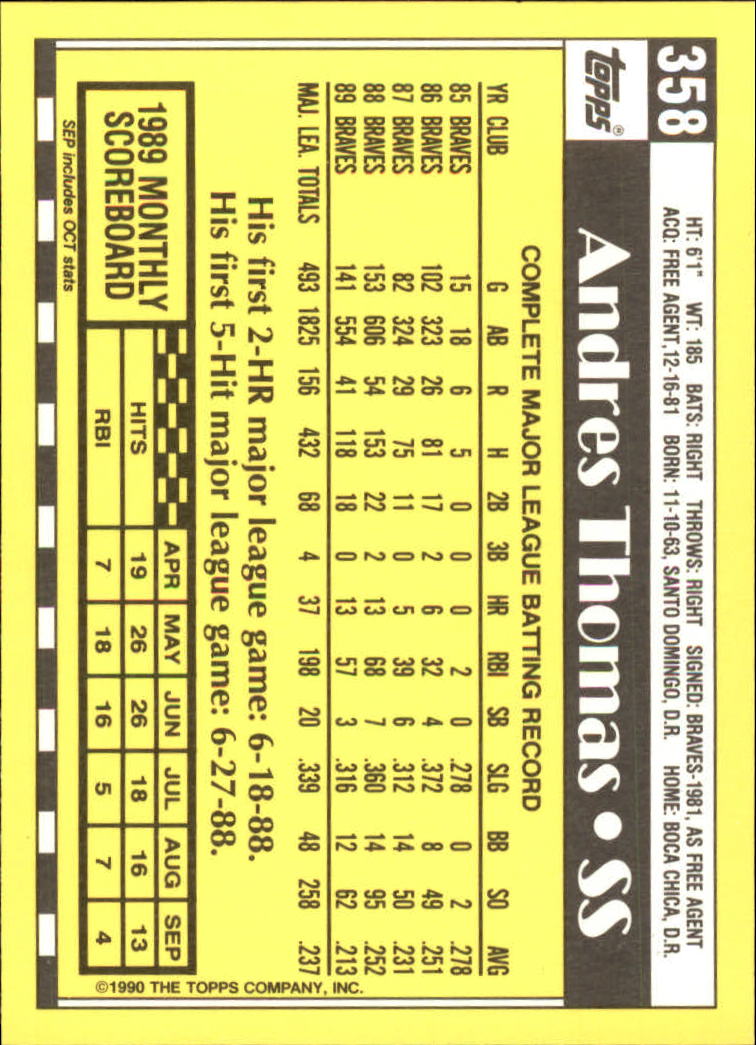 358
topps®
HT: 6'1" WT: 185 BATS: RIGHT THROWS: RIGHT SIGNED: BRAVES-1981, AS FREE AGENT
ACQ: FREE AGENT, 12-16-81 BORN: 11-10-63, SANTO DOMINGO, D.R. HOME: BOCA CHICA, D.R.
Andres Thomas • SS
COMPLETE MAJOR LEAGUE BATTING RECORD
YR CLUB G AB R H 2B 3B HR RBI SB SLG BB SO AVG
85 BRAVES 15 18 6 5 0 0 0 2 0 .278 0 2 .278
86 BRAVES 102 323 26 81 17 2 6 32 4 .372 8 49 .251
87 BRAVES 82 324 29 75 11 0 5 39 6 .312 14 50 .231
88 BRAVES 153 606 54 153 22 2 13 68 7 .360 14 95 .252
89 BRAVES 141 554 41 118 18 0 13 57 3 .316 12 62 .213
MAJ. LEA. TOTALS 493 1825 156 432 68 4 37 198 20 .339 48 258 .237
His first 2-HR major league game: 6-18-88.
His first 5-Hit major league game: 6-27-88.
1989 MONTHLY
SCOREBOARD
APR MAY JUN JUL AUG SEP
HITS 19 26 26 18 16 13
RBI 7 18 16 5 7 4
SEP includes OCT stats
©1990 THE TOPPS COMPANY, INC.